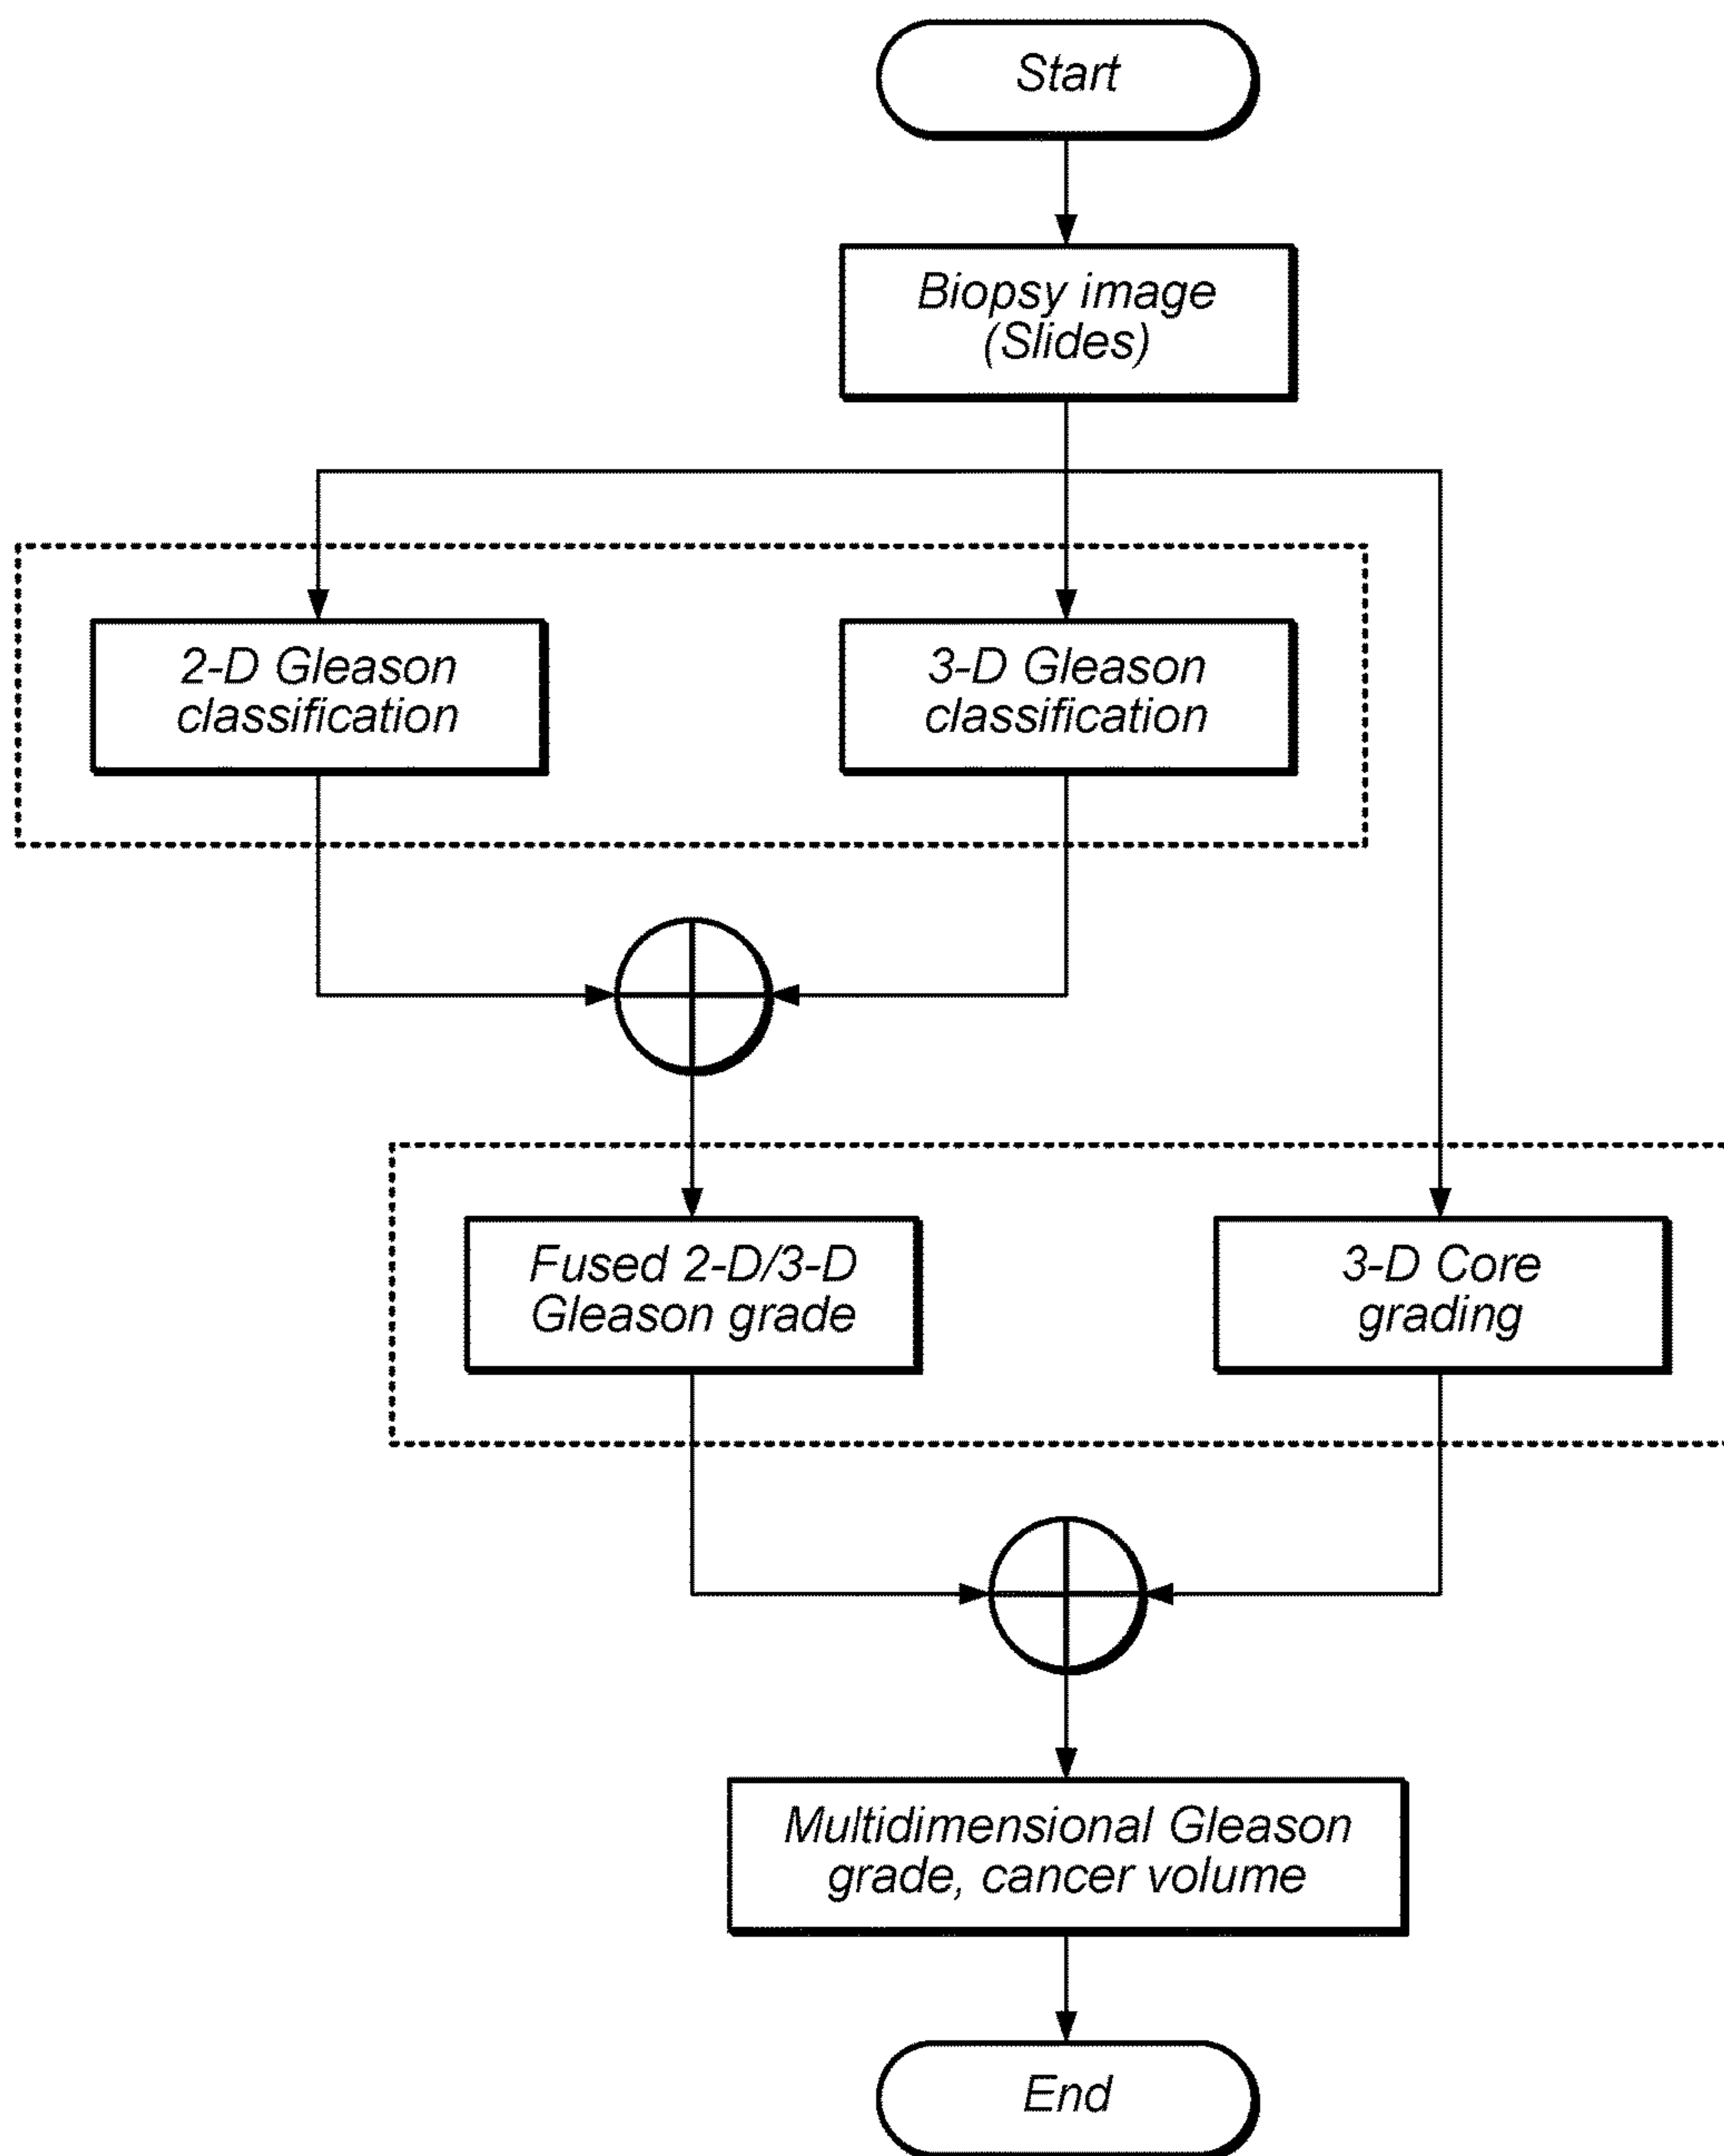 Start
Biopsy image
(Slides)
2-D Gleason
classification
3-D Gleason
classification
Fused 2-D/3-D
Gleason grade
3-D Core
grading
Multidimensional Gleason
grade, cancer volume
End